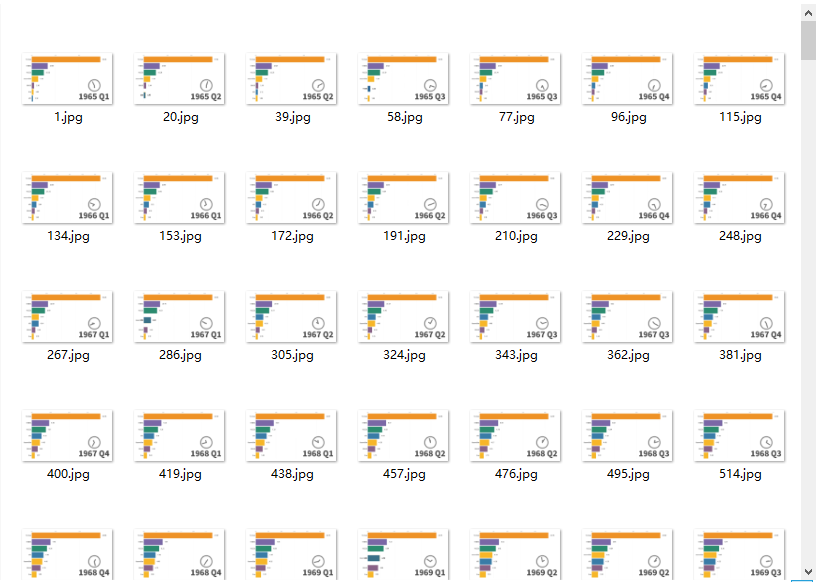 1965 Q1 1965 Q2 1965 Q2 1965 Q3 1965 Q3 1965 Q4 1965 Q4
1.jpg 20.jpg 39.jpg 58.jpg 77.jpg 96.jpg 115.jpg
1966 Q1 1966 Q1 1966 Q2 1966 Q2 1966 Q3 1966 Q4 1966 Q4
134.jpg 153.jpg 172.jpg 191.jpg 210.jpg 229.jpg 248.jpg
1967 Q1 1967 Q1 1967 Q2 1967 Q2 1967 Q3 1967 Q3 1967 Q4
267.jpg 286.jpg 305.jpg 324.jpg 343.jpg 362.jpg 381.jpg
1967 Q4 1968 Q1 1968 Q1 1968 Q2 1968 Q2 1968 Q3 1968 Q3
400.jpg 419.jpg 438.jpg 457.jpg 476.jpg 495.jpg 514.jpg
1968 Q4 1968 Q4 1969 Q1 1969 Q1 1969 Q2 1969 Q2 1969 Q3